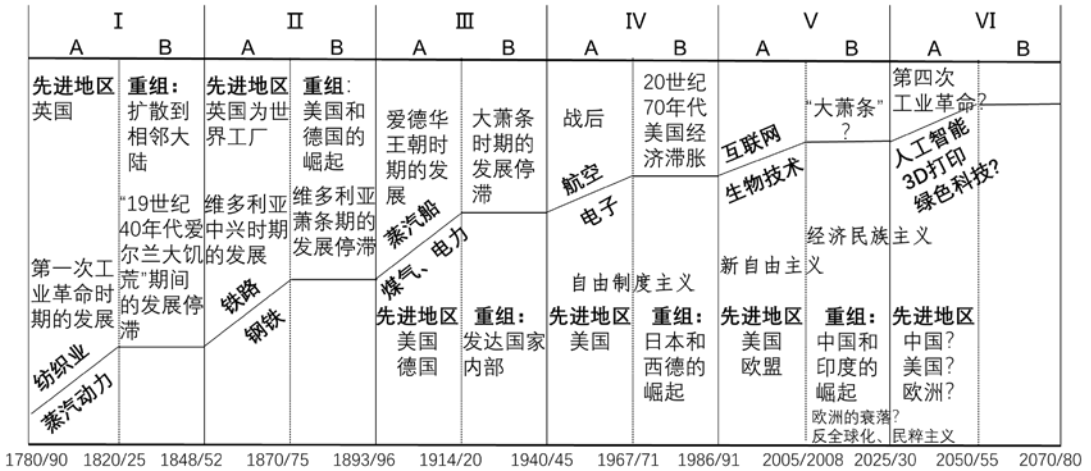 I
II
III
IV
V
VI
A
B
A
B
A
B
A
B
A
B
A
B
先进地区
英国
第一次工
业革命时
期的发展
纺织业
蒸汽动力
重组：
扩散到
相邻大
陆
“19世纪
40年代爱
尔兰大饥
荒”期间
的发展停
滞
先进地区
英国为世
界工厂
维多利亚
中兴时期
的发展
铁路
钢铁
重组:
美国和
德国的
崛起
维多利亚
萧条期的
发展停滞
爱德华
王朝时
期的发
展
蒸汽船
煤气、电力
先进地区
美国
德国
大萧条
时期的
发展停
滞
重组：
发达国家
内部
战后
航空
电子
自由制度主义
先进地区
美国
20世纪
70年代
美国经
济滞胀
重组：
日本和
西德的
崛起
互联网
生物技术
新自由主义
先进地区
美国
欧盟
“大萧条”
?
经济民族主义
重组：
中国和
印度的
崛起
欧洲的衰落?
反全球化、民粹主义
第四次
工业革命?
人工智能
3D打印
绿色科技?
先进地区
中国?
美国?
欧洲?
1780/90
1820/25
1848/52
1870/75
1893/96
1914/20
1940/45
1967/71
1986/91
2005/2008
2025/30
2050/55
2070/80